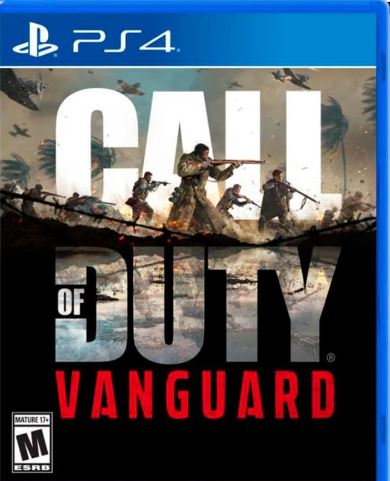 PS4
CALL
OF DUTY®
VANGUARD
MATURE 17+
M
ESRB